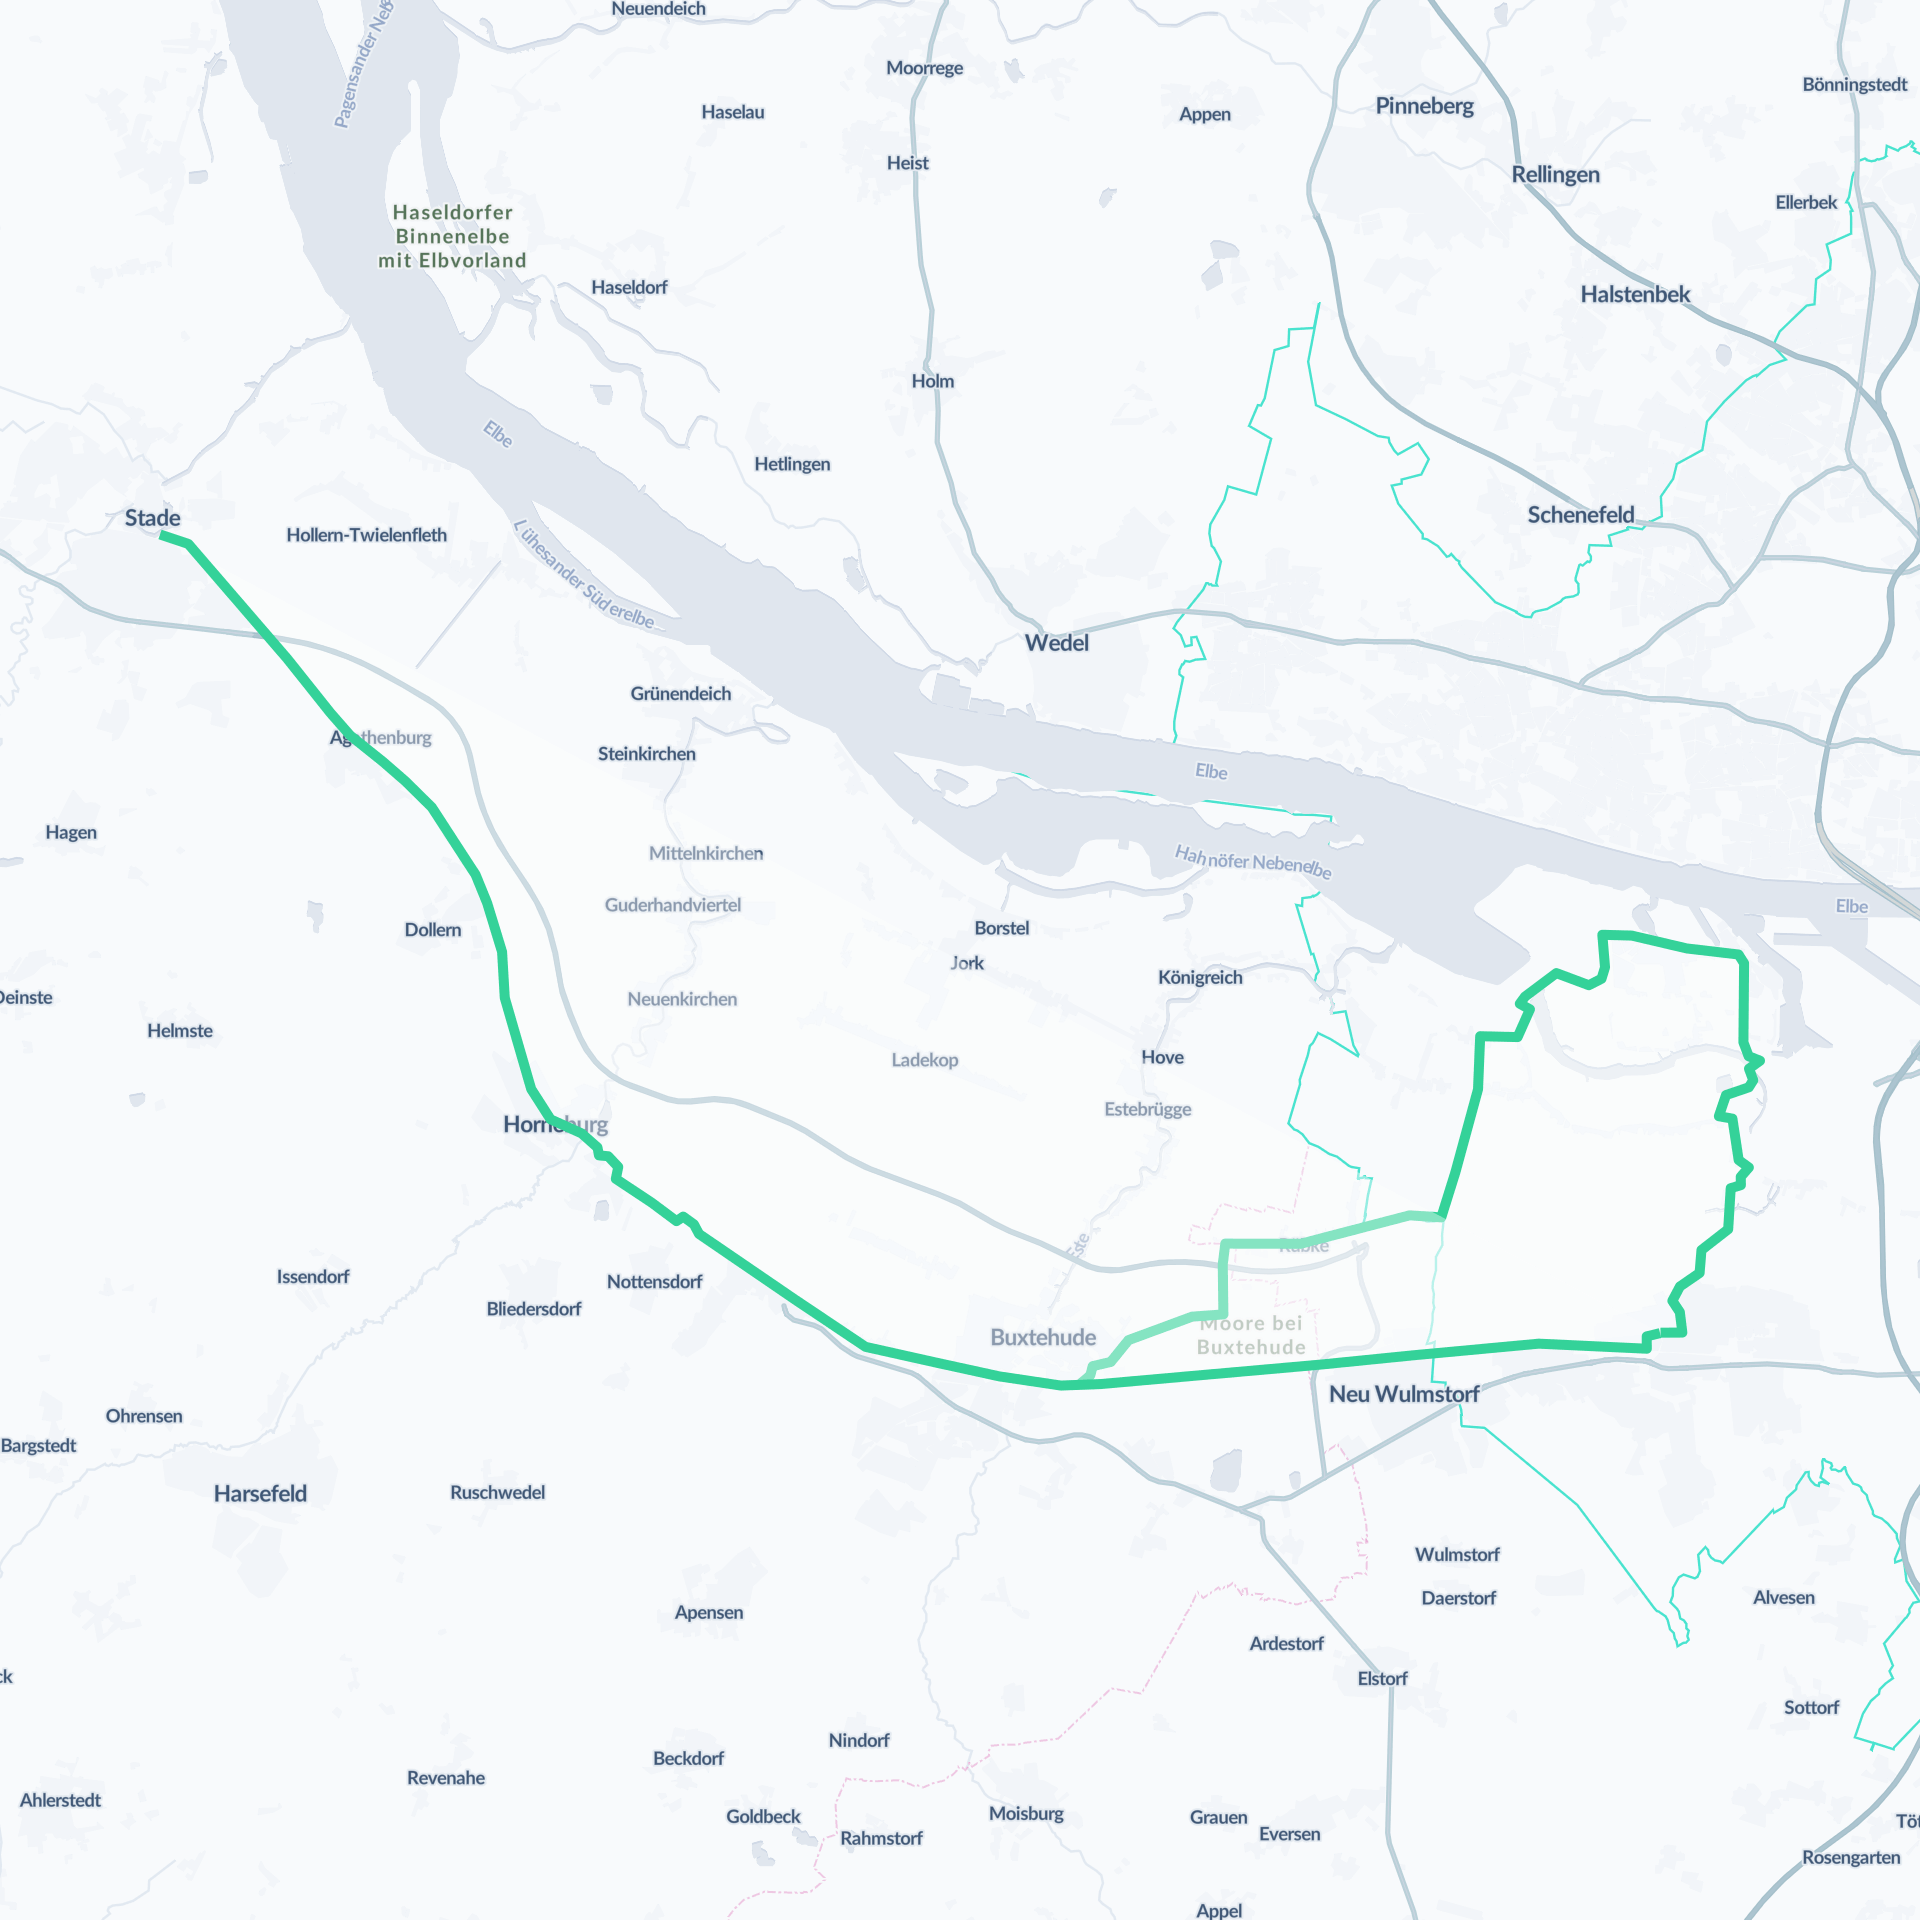 Neuendeich
Pagensander
Moorrege
Bönningstedt
Haselau
Appen
Pinneberg
Heist
Rellingen
Ellerbek
Haseldorfer
Binnenelbe
mit Elbvorland
Haseldorf
Halstenbek
Holm
Elbe
Hetlingen
Stade
Hollern-Twielenfleth
Schenefeld
Lühesander Süderelbe
Wedel
Grünendeich
Agathenburg
Steinkirchen
Elbe
Hagen
Mittelnkirchen
Hahnöfer Nebenelbe
Guderhandviertel
Elbe
Dollern
Borstel
Jork
Königreich
Deinste
Neuenkirchen
Helmste
Ladekop
Hove
Estebrügge
Horneburg
Este
Rübke
Issendorf
Nottensdorf
Bliedersdorf
Buxtehude
Moore bei
Buxtehude
Neu Wulmstorf
Ohrensen
Bargstedt
Harsefeld
Ruschwedel
Wulmstorf
Daerstorf
Alvesen
Apensen
Ardestorf
Elstorf
ck
Sottorf
Nindorf
Beckdorf
Revenahe
Ahlerstedt
Goldbeck
Moisburg
Grauen
Töt
Rahmstorf
Eversen
Rosengarten
Appel